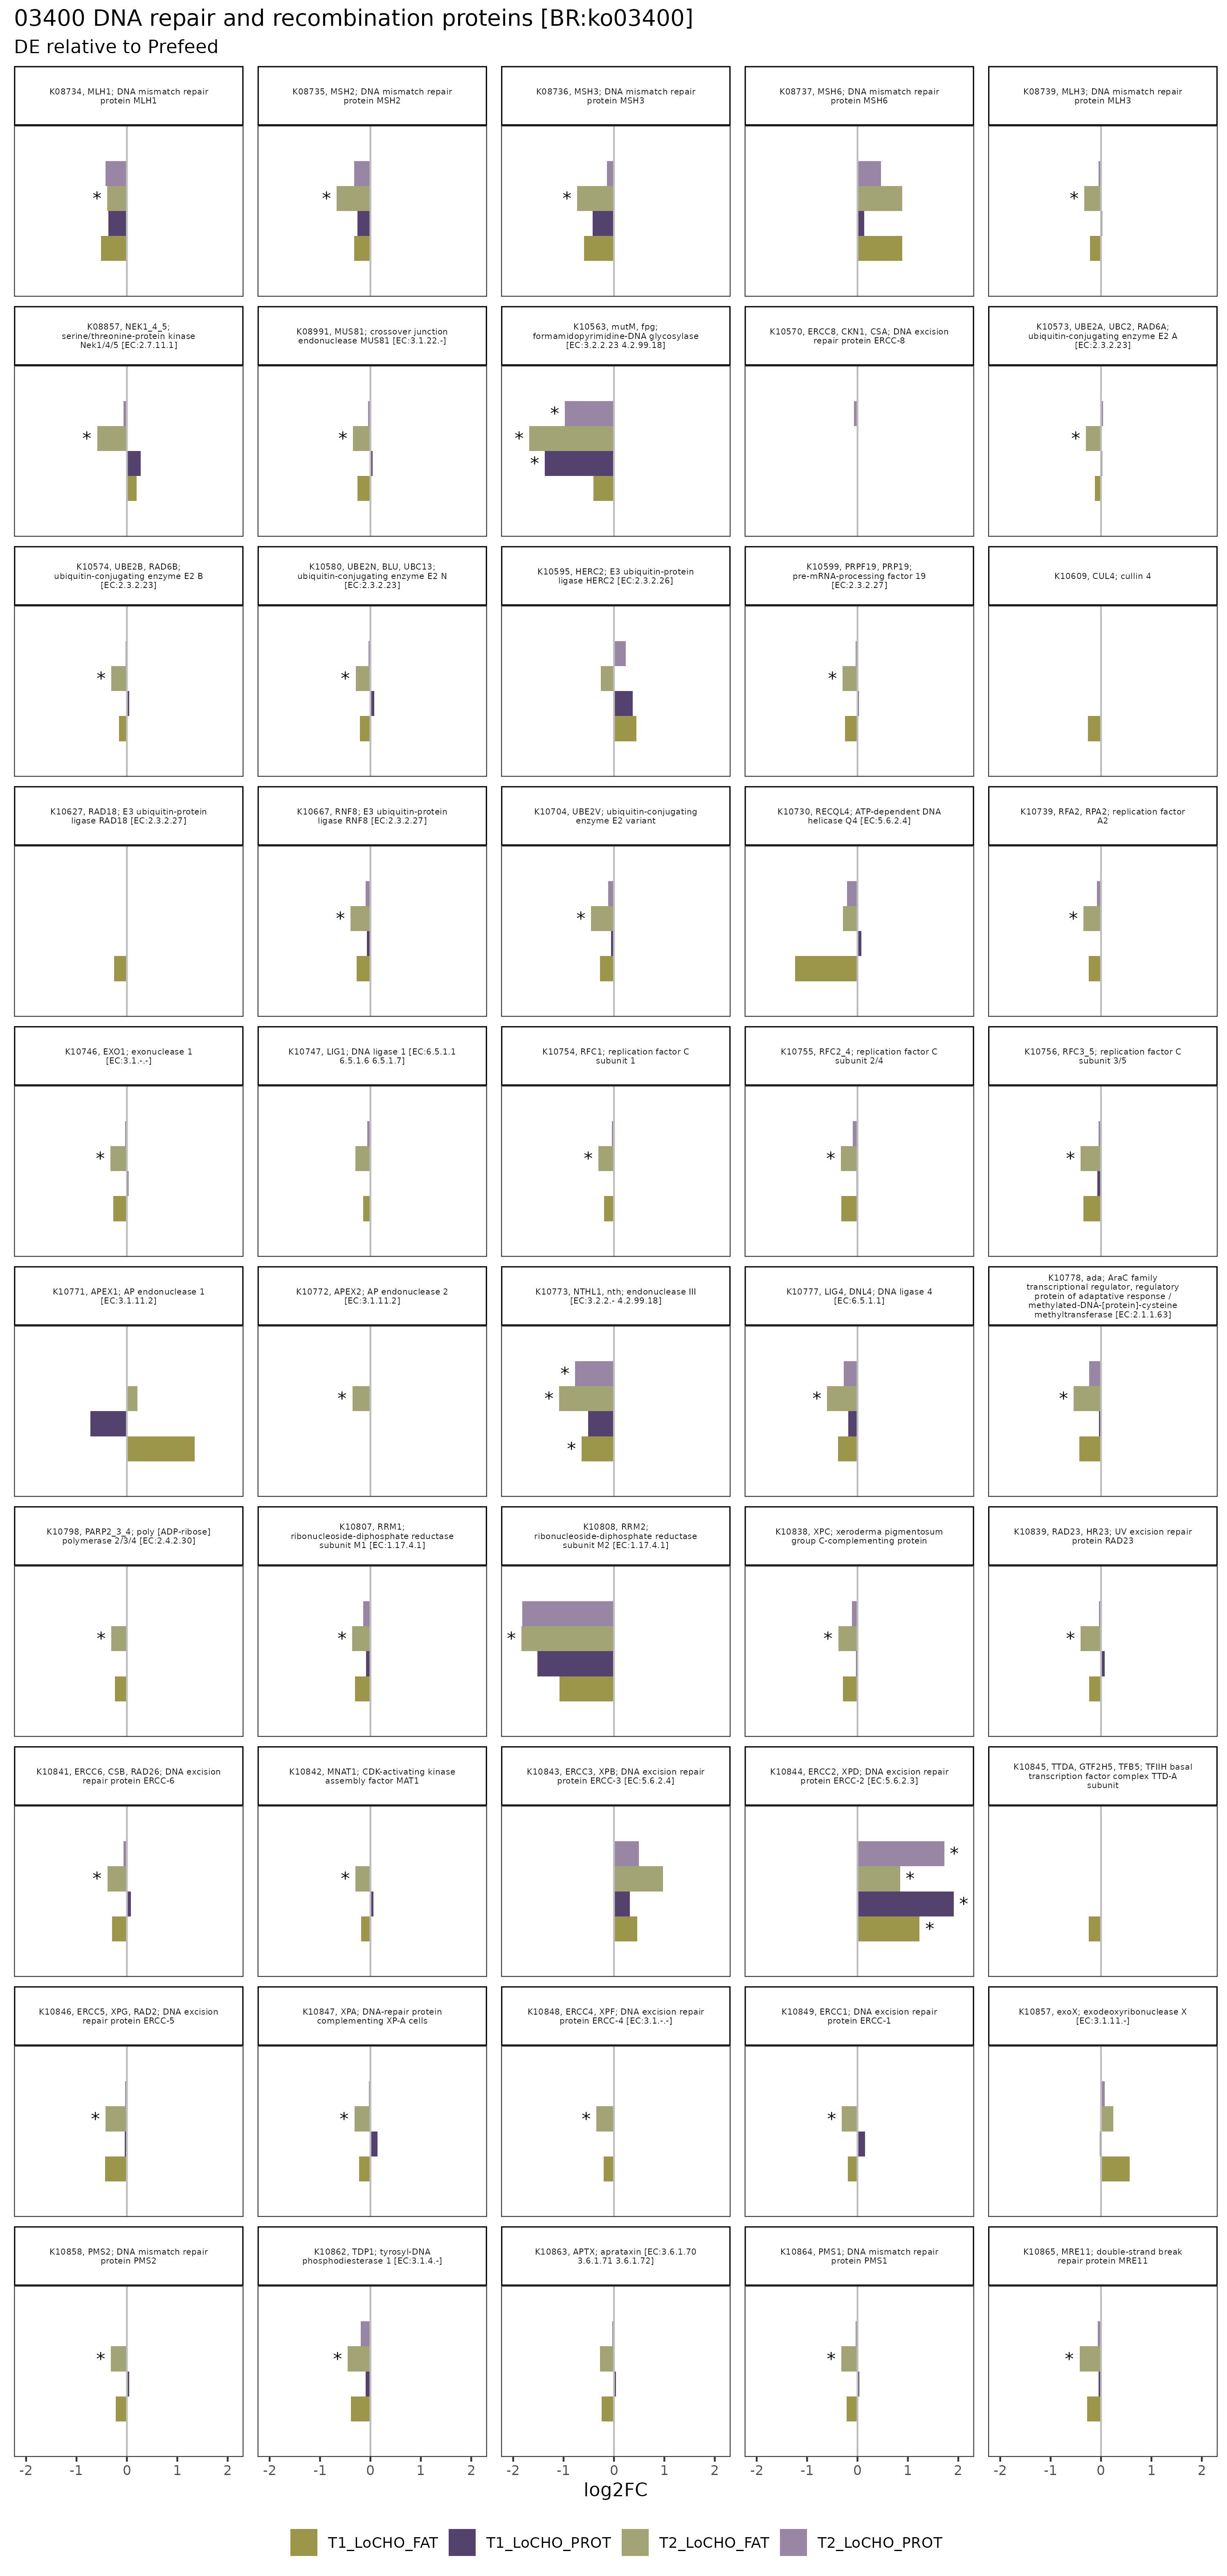 03400 DNA repair and recombination proteins [BR:ko03400]
DE relative to Prefeed
K08734, MLH1; DNA mismatch repair
protein MLH1
K08735, MSH2; DNA mismatch repair
protein MSH2
K08736, MSH3; DNA mismatch repair
protein MSH3
K08737, MSH6; DNA mismatch repair
protein MSH6
K08739, MLH3; DNA mismatch repair
protein MLH3
*
*
*
*
K08857, NEK1_4_5;
serine/threonine-protein kinase
Nek1/4/5 [EC:2.7.11.1]
K08991, MUS81; crossover junction
endonuclease MUS81 [EC:3.1.22.-]
K10563, mutM, fpg;
formamidopyrimidine-DNA glycosylase
[EC:3.2.2.23 4.2.99.18]
K10570, ERCC8, CKN1, CSA; DNA excision
repair protein ERCC-8
K10573, UBE2A, UBC2, RAD6A;
ubiquitin-conjugating enzyme E2 A
[EC:2.3.2.23]
*
*
*
*
*
*
K10574, UBE2B, RAD6B;
ubiquitin-conjugating enzyme E2 B
[EC:2.3.2.23]
K10580, UBE2N, BLU, UBC13;
ubiquitin-conjugating enzyme E2 N
[EC:2.3.2.23]
K10595, HERC2; E3 ubiquitin-protein
ligase HERC2 [EC:2.3.2.26]
K10599, PRPF19, PRP19;
pre-mRNA-processing factor 19
[EC:2.3.2.27]
K10609, CUL4; cullin 4
*
*
*
K10627, RAD18; E3 ubiquitin-protein
ligase RAD18 [EC:2.3.2.27]
K10667, RNF8; E3 ubiquitin-protein
ligase RNF8 [EC:2.3.2.27]
K10704, UBE2V; ubiquitin-conjugating
enzyme E2 variant
K10730, RECQL4; ATP-dependent DNA
helicase Q4 [EC:5.6.2.4]
K10739, RFA2, RPA2; replication factor
A2
*
*
*
K10746, EXO1; exonuclease 1
[EC:3.1.-.-]
K10747, LIG1; DNA ligase 1 [EC:6.5.1.1
6.5.1.6 6.5.1.7]
K10754, RFC1; replication factor C
subunit 1
K10755, RFC2_4; replication factor C
subunit 2/4
K10756, RFC3_5; replication factor C
subunit 3/5
*
*
*
*
K10771, APEX1; AP endonuclease 1
[EC:3.1.11.2]
K10772, APEX2; AP endonuclease 2
[EC:3.1.11.2]
K10773, NTHL1, nth; endonuclease III
[EC:3.2.2.- 4.2.99.18]
K10777, LIG4, DNL4; DNA ligase 4
[EC:6.5.1.1]
K10778, ada; AraC family
transcriptional regulator, regulatory
protein of adaptative response /
methylated-DNA-[protein]-cysteine
methyltransferase [EC:2.1.1.63]
*
*
*
*
*
*
K10798, PARP2_3_4; poly [ADP-ribose]
polymerase 2/3/4 [EC:2.4.2.30]
K10807, RRM1;
ribonucleoside-diphosphate reductase
subunit M1 [EC:1.17.4.1]
K10808, RRM2;
ribonucleoside-diphosphate reductase
subunit M2 [EC:1.17.4.1]
K10838, XPC; xeroderma pigmentosum
group C-complementing protein
K10839, RAD23, HR23; UV excision repair
protein RAD23
*
*
*
*
*
K10841, ERCC6, CSB, RAD26; DNA excision
repair protein ERCC-6
K10842, MNAT1; CDK-activating kinase
assembly factor MAT1
K10843, ERCC3, XPB; DNA excision repair
protein ERCC-3 [EC:5.6.2.4]
K10844, ERCC2, XPD; DNA excision repair
protein ERCC-2 [EC:5.6.2.3]
K10845, TTDA, GTF2H5, TFB5; TFIIH basal
transcription factor complex TTD-A
subunit
*
*
*
*
*
*
K10846, ERCC5, XPG, RAD2; DNA excision
repair protein ERCC-5
K10847, XPA; DNA-repair protein
complementing XP-A cells
K10848, ERCC4, XPF; DNA excision repair
protein ERCC-4 [EC:3.1.-.-]
K10849, ERCC1; DNA excision repair
protein ERCC-1
K10857, exoX; exodeoxyribonuclease X
[EC:3.1.11.-]
*
*
*
*
K10858, PMS2; DNA mismatch repair
protein PMS2
K10862, TDP1; tyrosyl-DNA
phosphodiesterase 1 [EC:3.1.4.-]
K10863, APTX; aprataxin [EC:3.6.1.70
3.6.1.71 3.6.1.72]
K10864, PMS1; DNA mismatch repair
protein PMS1
K10865, MRE11; double-strand break
repair protein MRE11
*
*
*
*
-2 -1 0 1 2 -2 -1 0 1 2 -2 -1 0 1 2 -2 -1 0 1 2 -2 -1 0 1 2
log2FC
T1_LoCHO_FAT T1_LoCHO_PROT T2_LoCHO_FAT T2_LoCHO_PROT